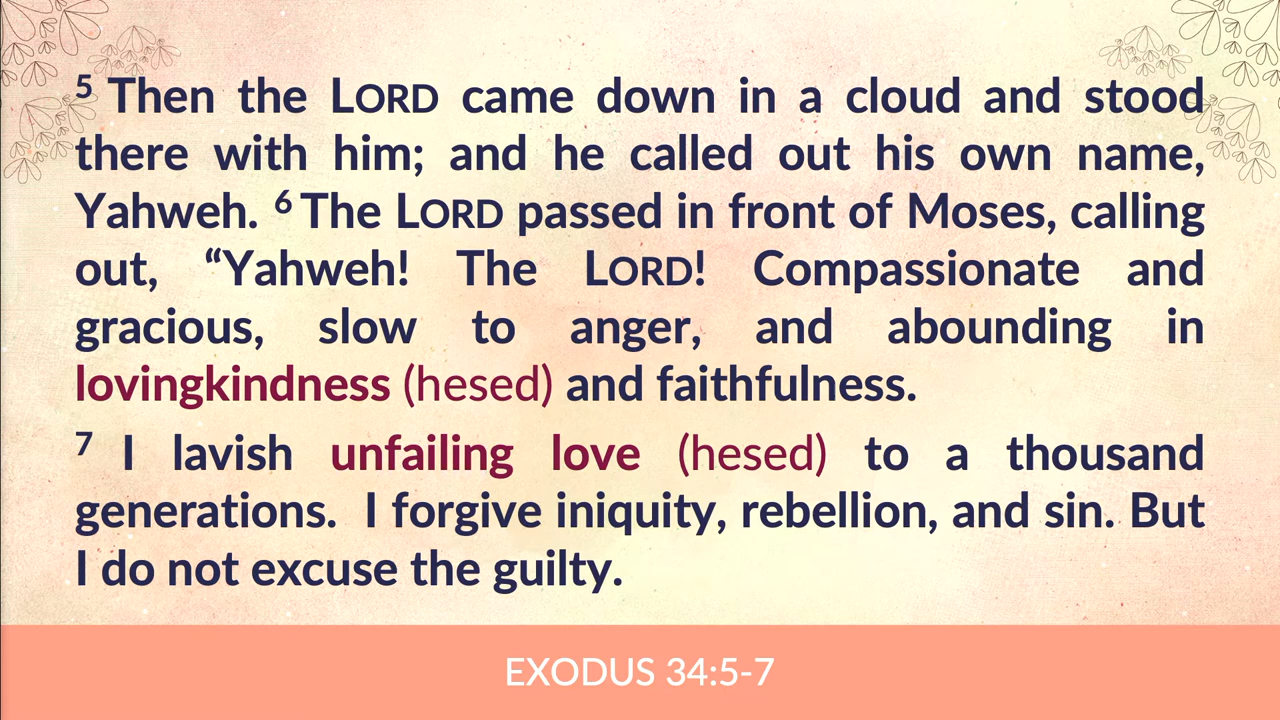 5 Then the LORD came down in a cloud and stood
there with him; and he called out his own name,
Yahweh. 6 The LORD passed in front of Moses, calling
out, “Yahweh! The LORD! Compassionate and
gracious, slow to anger, and abounding in
lovingkindness (hesed) and faithfulness.
7 I lavish unfailing love (hesed) to a thousand
generations. I forgive iniquity, rebellion, and sin. But
I do not excuse the guilty.
EXODUS 34:5-7